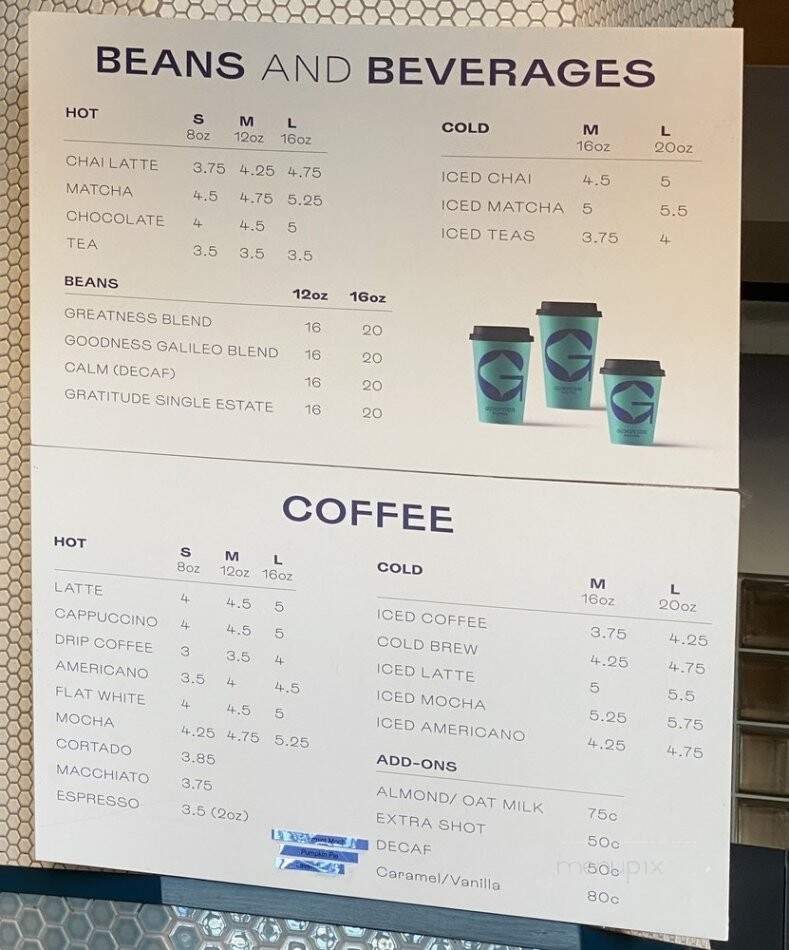 BEANS AND BEVERAGES
HOT S M L
8oz 12oz 16oz
CHAI LATTE 3.75 4.25 4.75
MATCHA 4.5 4.75 5.25
CHOCOLATE 4 4.5 5
TEA 3.5 3.5 3.5
COLD M L
16oz 20oz
ICED CHAI 4.5 5
ICED MATCHA 5 5.5
ICED TEAS 3.75 4
BEANS 12oz 16oz
GREATNESS BLEND 16 20
GOODNESS GALILEO BLEND 16 20
CALM (DECAF) 16 20
GRATITUDE SINGLE ESTATE 16 20
COFFEE
HOT S M L
8oz 12oz 16oz
LATTE 4 4.5 5
CAPPUCCINO 4 4.5 5
DRIP COFFEE 3 3.5 4
AMERICANO 3.5 4 4.5
FLAT WHITE 4 4.5 5
MOCHA 4.25 4.75 5.25
CORTADO 3.85
MACCHIATO 3.75
ESPRESSO 3.5 (2oz)
COLD M L
16oz 20oz
ICED COFFEE 3.75 4.25
COLD BREW 4.25 4.75
ICED LATTE 5 5.5
ICED MOCHA 5.25 5.75
ICED AMERICANO 4.25 4.75
ADD-ONS
ALMOND/ OAT MILK 75c
EXTRA SHOT 50c
DECAF 50c
Caramel/Vanilla 80c
Pumpkin Pie
menupix